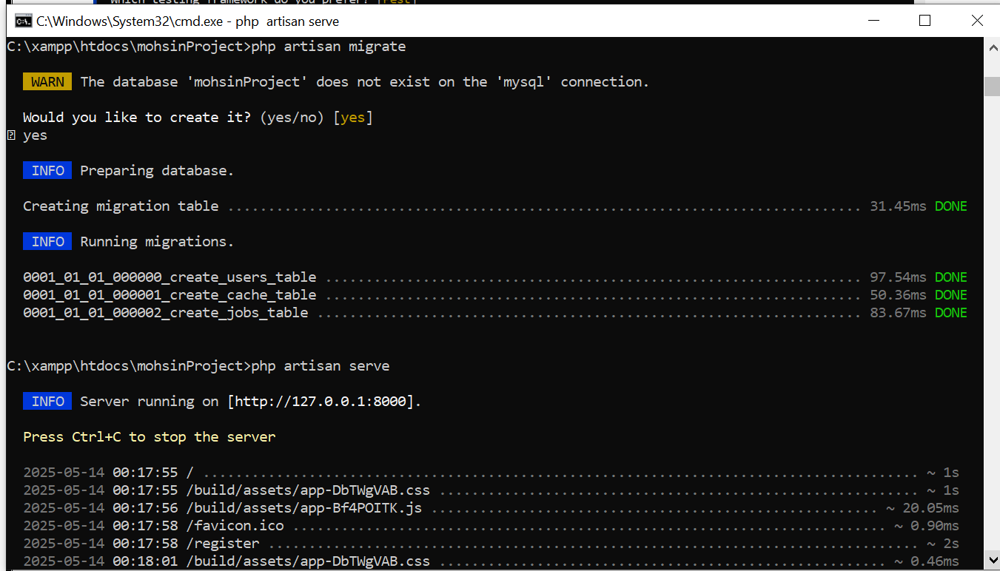 Which testing framework do you prefer? [Pest]
C:\Windows\System32\cmd.exe - php  artisan serve
C:\xampp\htdocs\mohsinProject>php artisan migrate
WARN  The database 'mohsinProject' does not exist on the 'mysql' connection.
Would you like to create it? (yes/no) [yes]
yes
INFO  Preparing database.
Creating migration table ............................................................................... 31.45ms DONE
INFO  Running migrations.
0001_01_01_000000_create_users_table ................................................................... 97.54ms DONE
0001_01_01_000001_create_cache_table ................................................................... 50.36ms DONE
0001_01_01_000002_create_jobs_table .................................................................... 83.67ms DONE
C:\xampp\htdocs\mohsinProject>php artisan serve
INFO  Server running on [http://127.0.0.1:8000].
Press Ctrl+C to stop the server
2025-05-14 00:17:55 / ......................................................................................... ~ 1s
2025-05-14 00:17:55 /build/assets/app-DbTWgVAB.css ............................................................ ~ 1s
2025-05-14 00:17:56 /build/assets/app-Bf4POITK.js ........................................................ ~ 20.05ms
2025-05-14 00:17:58 /favicon.ico .......................................................................... ~ 0.90ms
2025-05-14 00:17:58 /register ................................................................................. ~ 2s
2025-05-14 00:18:01 /build/assets/app-DbTWgVAB.css ........................................................ ~ 0.46ms